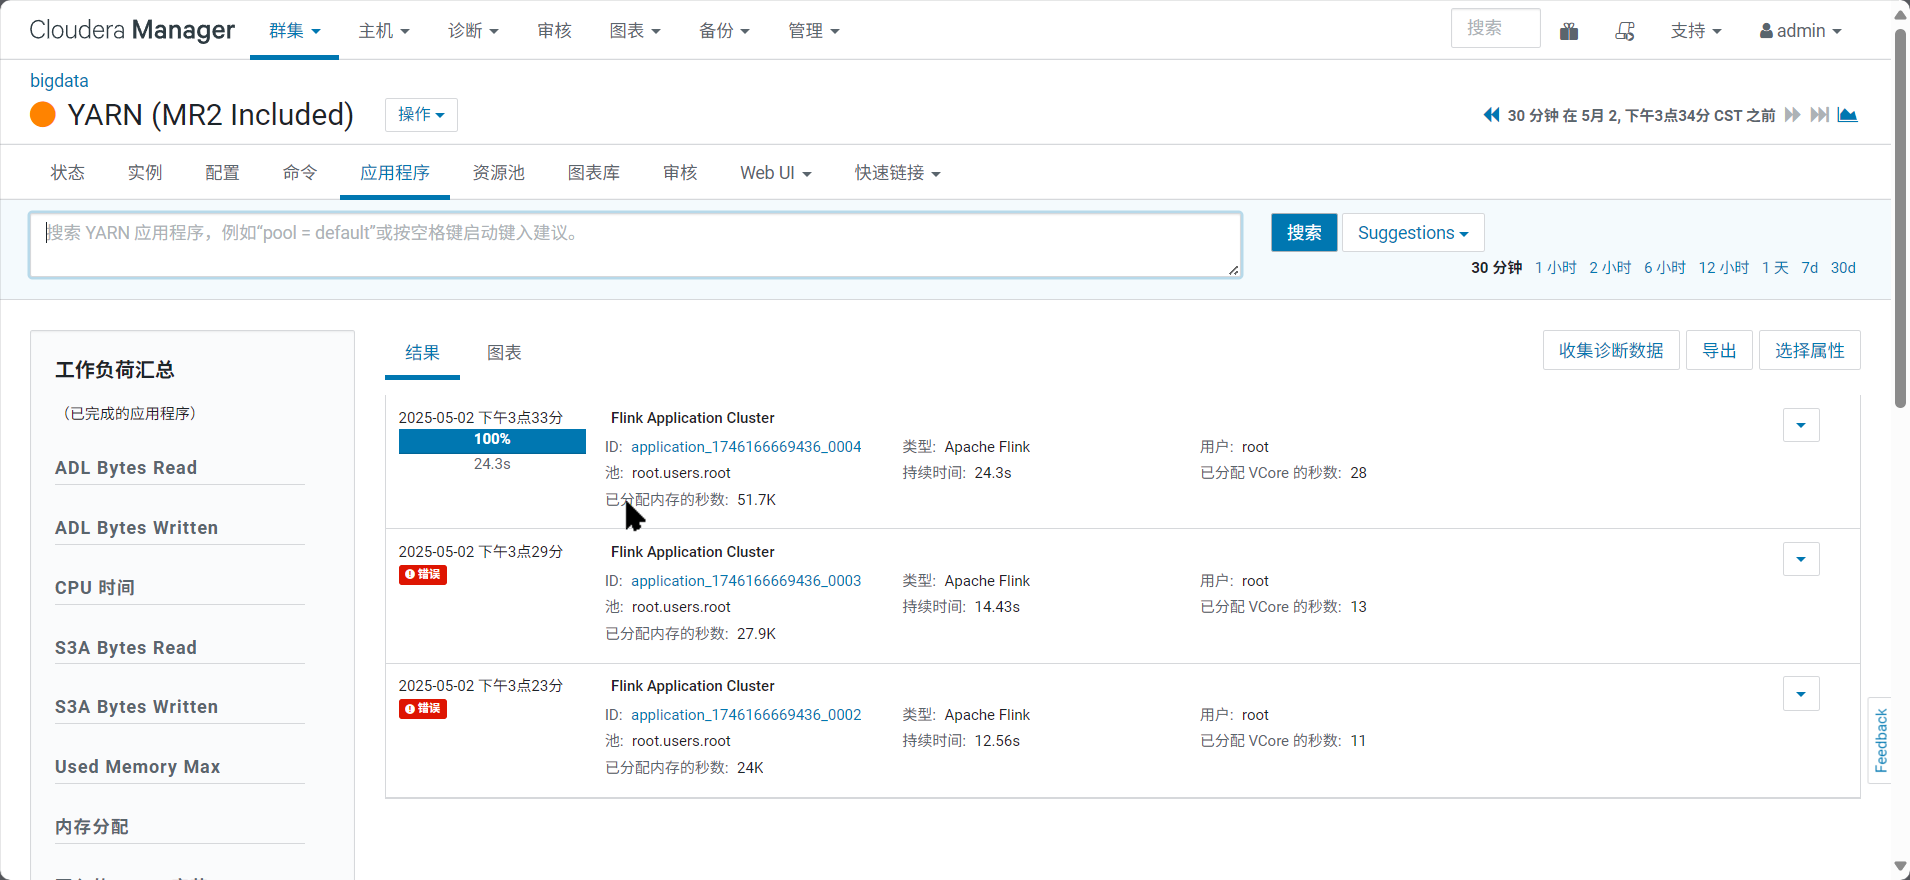 Cloudera Manager 群集 主机 诊断 审核 图表 备份 管理 搜索 支持 admin
bigdata
YARN (MR2 Included) 操作 30 分钟 在 5月 2, 下午3点34分 CST 之前
状态 实例 配置 命令 应用程序 资源池 图表库 审核 Web UI 快速链接
搜索 YARN 应用程序，例如“pool = default”或按空格键启动键入建议。 搜索 Suggestions
30 分钟 1 小时 2 小时 6 小时 12 小时 1 天 7d 30d
工作负荷汇总
（已完成的应用程序）
ADL Bytes Read
ADL Bytes Written
CPU 时间
S3A Bytes Read
S3A Bytes Written
Used Memory Max
内存分配
结果 图表 收集诊断数据 导出 选择属性
2025-05-02 下午3点33分 Flink Application Cluster
100%
24.3s
ID: application_1746166669436_0004 类型: Apache Flink 用户: root
池: root.users.root 持续时间: 24.3s 已分配 VCore 的秒数: 28
已分配内存的秒数: 51.7K
2025-05-02 下午3点29分 Flink Application Cluster
错误
ID: application_1746166669436_0003 类型: Apache Flink 用户: root
池: root.users.root 持续时间: 14.43s 已分配 VCore 的秒数: 13
已分配内存的秒数: 27.9K
2025-05-02 下午3点23分 Flink Application Cluster
错误
ID: application_1746166669436_0002 类型: Apache Flink 用户: root
池: root.users.root 持续时间: 12.56s 已分配 VCore 的秒数: 11
已分配内存的秒数: 24K
Feedback